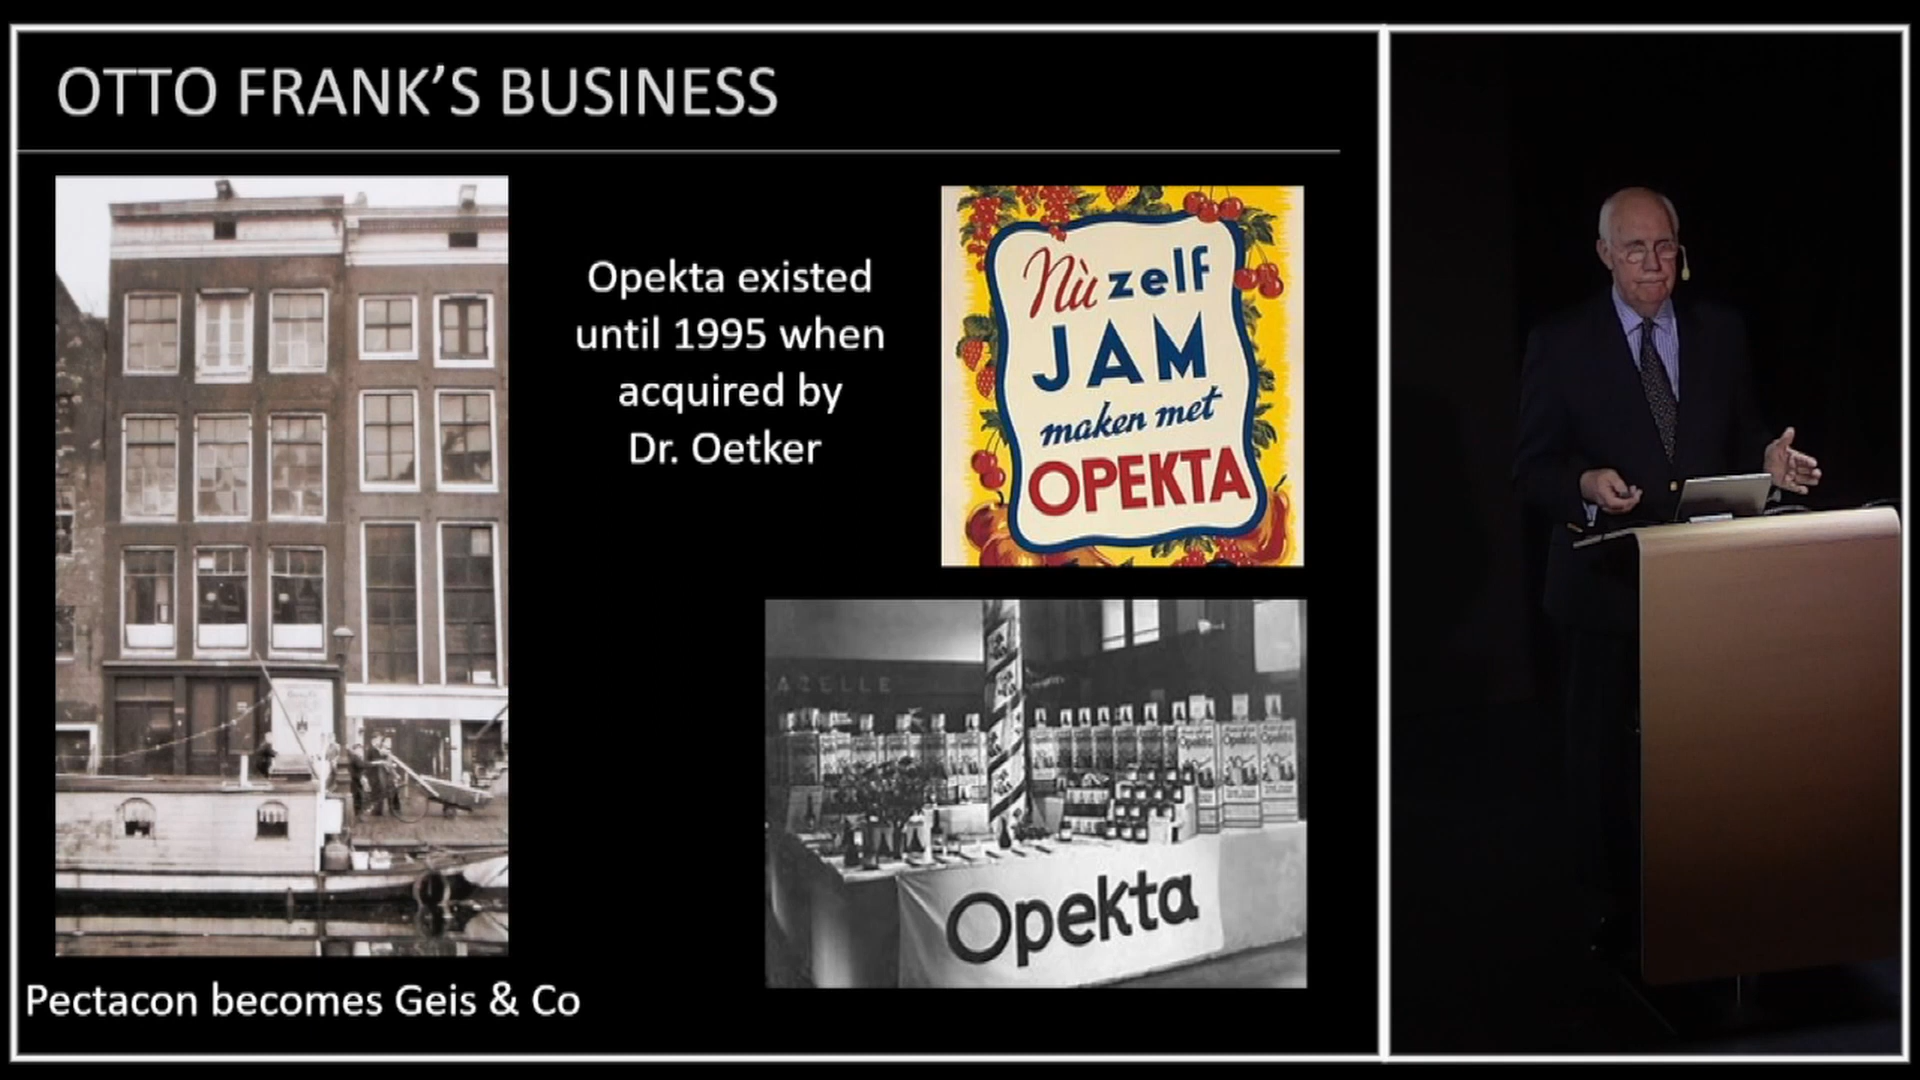 OTTO FRANK’S BUSINESS
Opekta existed
until 1995 when
acquired by
Dr. Oetker
Nù zelf
JAM
maken met
OPEKTA
AZELLE
Opekta
Pectacon becomes Geis & Co